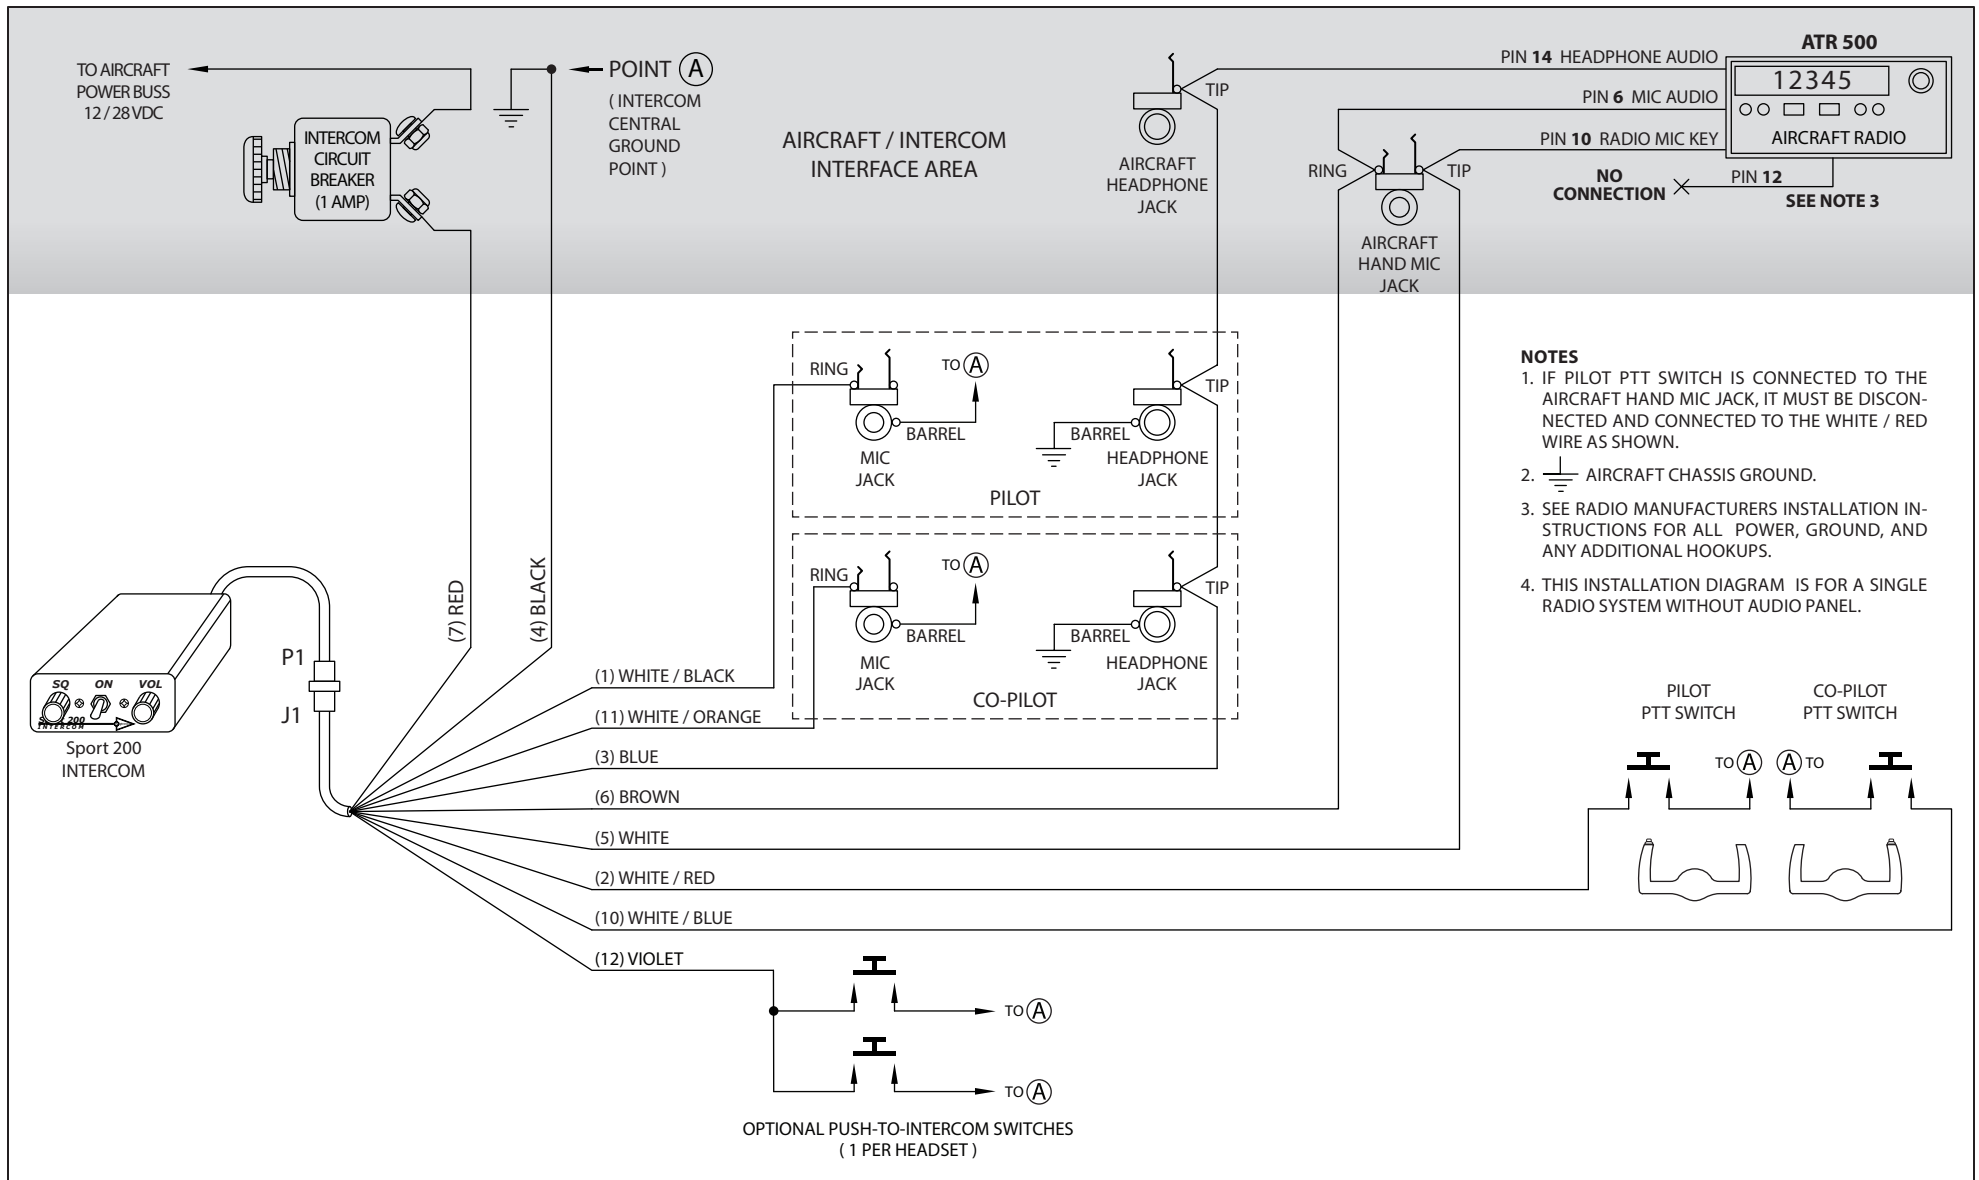 TO AIRCRAFT
POWER BUSS
12 / 28 VDC
INTERCOM
CIRCUIT
BREAKER
(1 AMP)
POINT A
( INTERCOM
CENTRAL
GROUND
POINT )
AIRCRAFT / INTERCOM
INTERFACE AREA
TIP
AIRCRAFT
HEADPHONE
JACK
PIN 14 HEADPHONE AUDIO
PIN 6 MIC AUDIO
PIN 10 RADIO MIC KEY
RING
TIP
AIRCRAFT
HAND MIC
JACK
ATR 500
12345
AIRCRAFT RADIO
NO
CONNECTION
PIN 12
SEE NOTE 3
RING
TO A
BARREL
MIC
JACK
BARREL
TIP
HEADPHONE
JACK
PILOT
RING
TO A
BARREL
MIC
JACK
BARREL
TIP
HEADPHONE
JACK
CO-PILOT
NOTES
1. IF PILOT PTT SWITCH IS CONNECTED TO THE
AIRCRAFT HAND MIC JACK, IT MUST BE DISCON-
NECTED AND CONNECTED TO THE WHITE / RED
WIRE AS SHOWN.
2. AIRCRAFT CHASSIS GROUND.
3. SEE RADIO MANUFACTURERS INSTALLATION IN-
STRUCTIONS FOR ALL POWER, GROUND, AND
ANY ADDITIONAL HOOKUPS.
4. THIS INSTALLATION DIAGRAM IS FOR A SINGLE
RADIO SYSTEM WITHOUT AUDIO PANEL.
SQ ON VOL
200
INTERCOM
Sport 200
INTERCOM
P1
J1
(7) RED
(4) BLACK
(1) WHITE / BLACK
(11) WHITE / ORANGE
(3) BLUE
(6) BROWN
(5) WHITE
(2) WHITE / RED
(10) WHITE / BLUE
(12) VIOLET
PILOT
PTT SWITCH
CO-PILOT
PTT SWITCH
TO A
A TO
TO A
TO A
OPTIONAL PUSH-TO-INTERCOM SWITCHES
( 1 PER HEADSET )